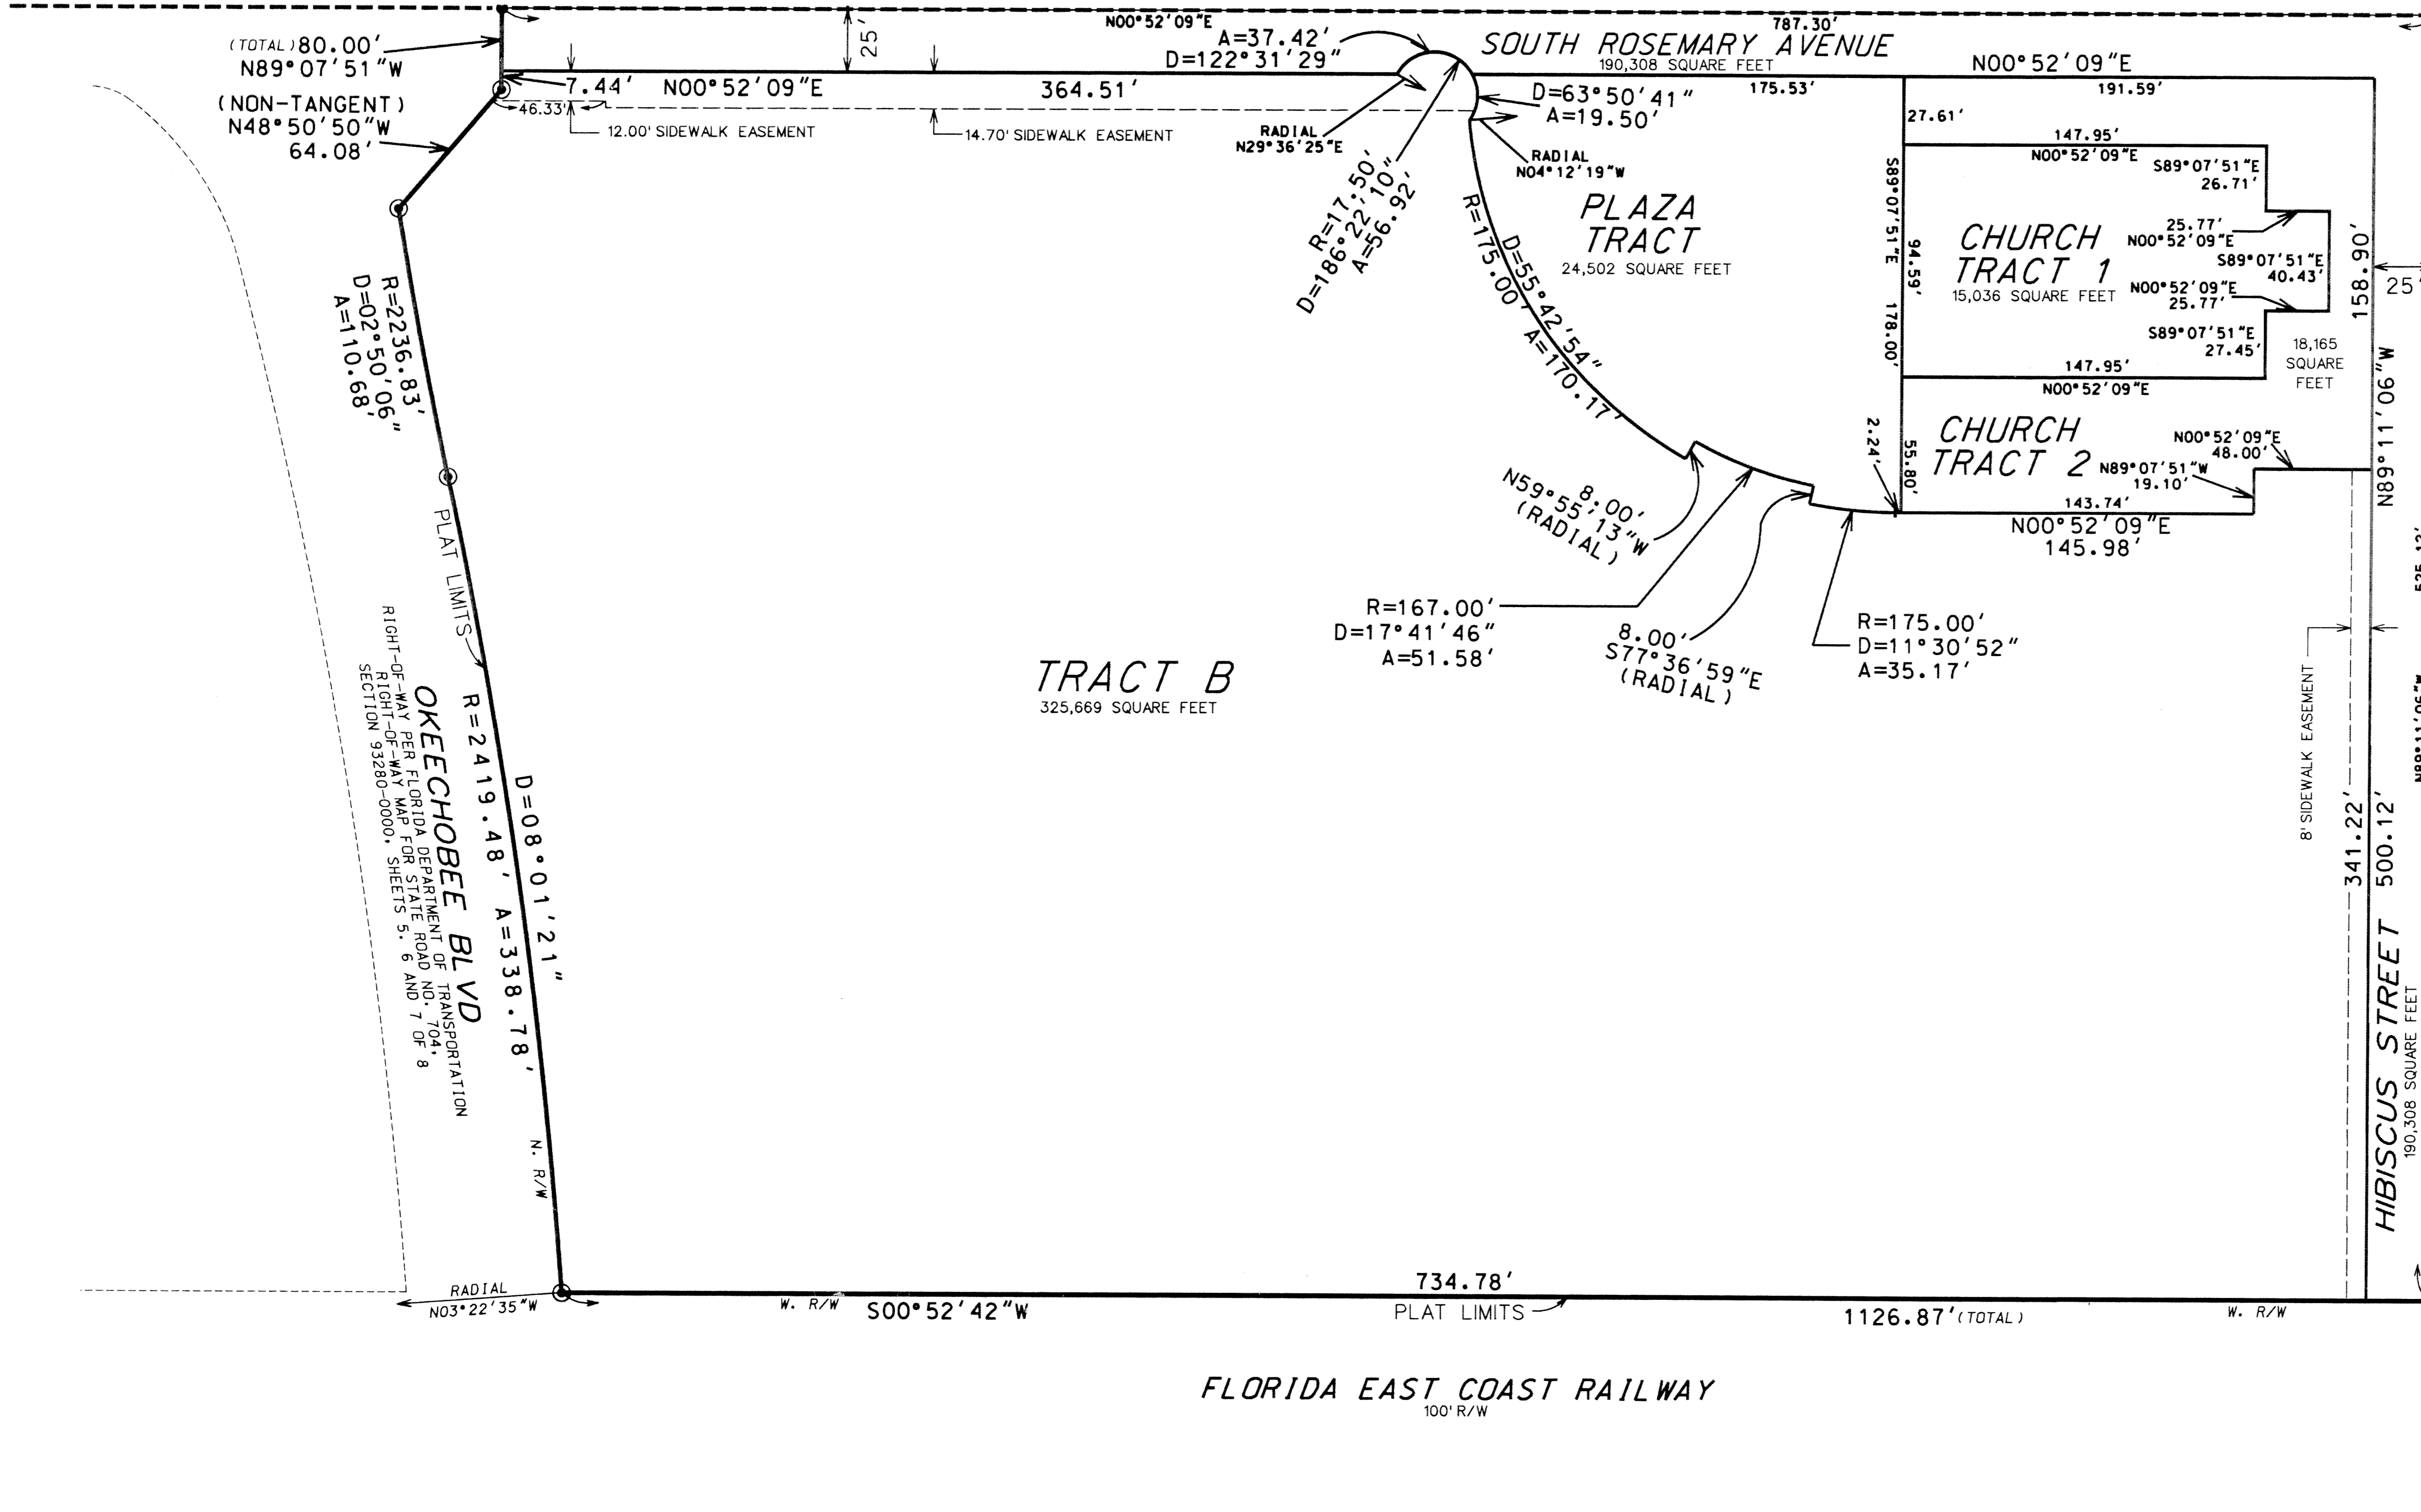 (TOTAL) 80.00'
N89°07'51"W
(NON-TANGENT)
N48°50'50"W
64.08'
7.44'
N00°52'09"E
364.51'
46.33'
12.00' SIDEWALK EASEMENT
14.70' SIDEWALK EASEMENT
25'
N00°52'09"E
A=37.42'
D=122°31'29"
787.30'
SOUTH ROSEMARY AVENUE
190,308 SQUARE FEET
N00°52'09"E
175.53'
191.59'
D=63°50'41"
A=19.50'
RADIAL
N29°36'25"E
RADIAL
N04°12'19"W
R=17.50'
D=186°22'10"
A=56.92'
R=175.00'
D=55°42'54"
A=170.17'
PLAZA
TRACT
24,502 SQUARE FEET
27.61'
S89°07'51"E
94.59'
178.00'
55.80'
2.24'
147.95'
N00°52'09"E
S89°07'51"E
26.71'
25.77'
N00°52'09"E
S89°07'51"E
40.43'
N00°52'09"E
25.77'
S89°07'51"E
27.45'
CHURCH
TRACT 1
15,036 SQUARE FEET
147.95'
N00°52'09"E
18,165
SQUARE
FEET
158.90'
25'
N89°11'06"W
CHURCH
TRACT 2
N00°52'09"E
48.00'
N89°07'51"W
19.10'
143.74'
N00°52'09"E
145.98'
R=2236.83'
D=02°50'06"
A=110.68'
PLAT LIMITS
8.00'
N59°55'13"W
(RADIAL)
R=167.00'
D=17°41'46"
A=51.58'
8.00'
S77°36'59"E
(RADIAL)
R=175.00'
D=11°30'52"
A=35.17'
TRACT B
325,669 SQUARE FEET
R=2419.48' A=338.78'
D=08°01'21"
OKEECHOBEE BLVD
RIGHT-OF-WAY PER FLORIDA DEPARTMENT OF TRANSPORTATION
RIGHT-OF-WAY MAP FOR STATE ROAD NO. 704,
SECTION 93280-0000, SHEETS 5, 6 AND 7 OF 8
N. R/W
8' SIDEWALK EASEMENT
341.22'
500.12'
HIBISCUS STREET
190,308 SQUARE FEET
RADIAL
N03°22'35"W
W. R/W
S00°52'42"W
734.78'
PLAT LIMITS
1126.87' (TOTAL)
W. R/W
FLORIDA EAST COAST RAILWAY
100' R/W